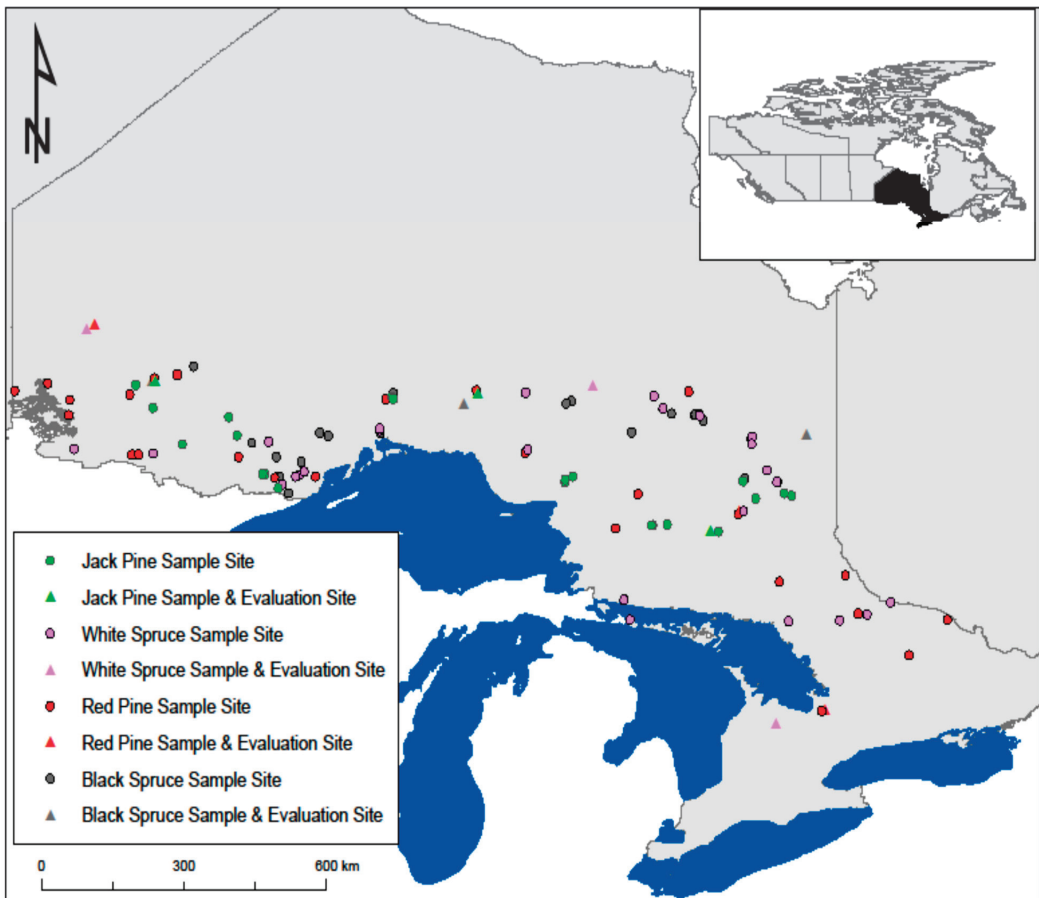 N
Jack Pine Sample Site
Jack Pine Sample & Evaluation Site
White Spruce Sample Site
White Spruce Sample & Evaluation Site
Red Pine Sample Site
Red Pine Sample & Evaluation Site
Black Spruce Sample Site
Black Spruce Sample & Evaluation Site
0 300 600 km